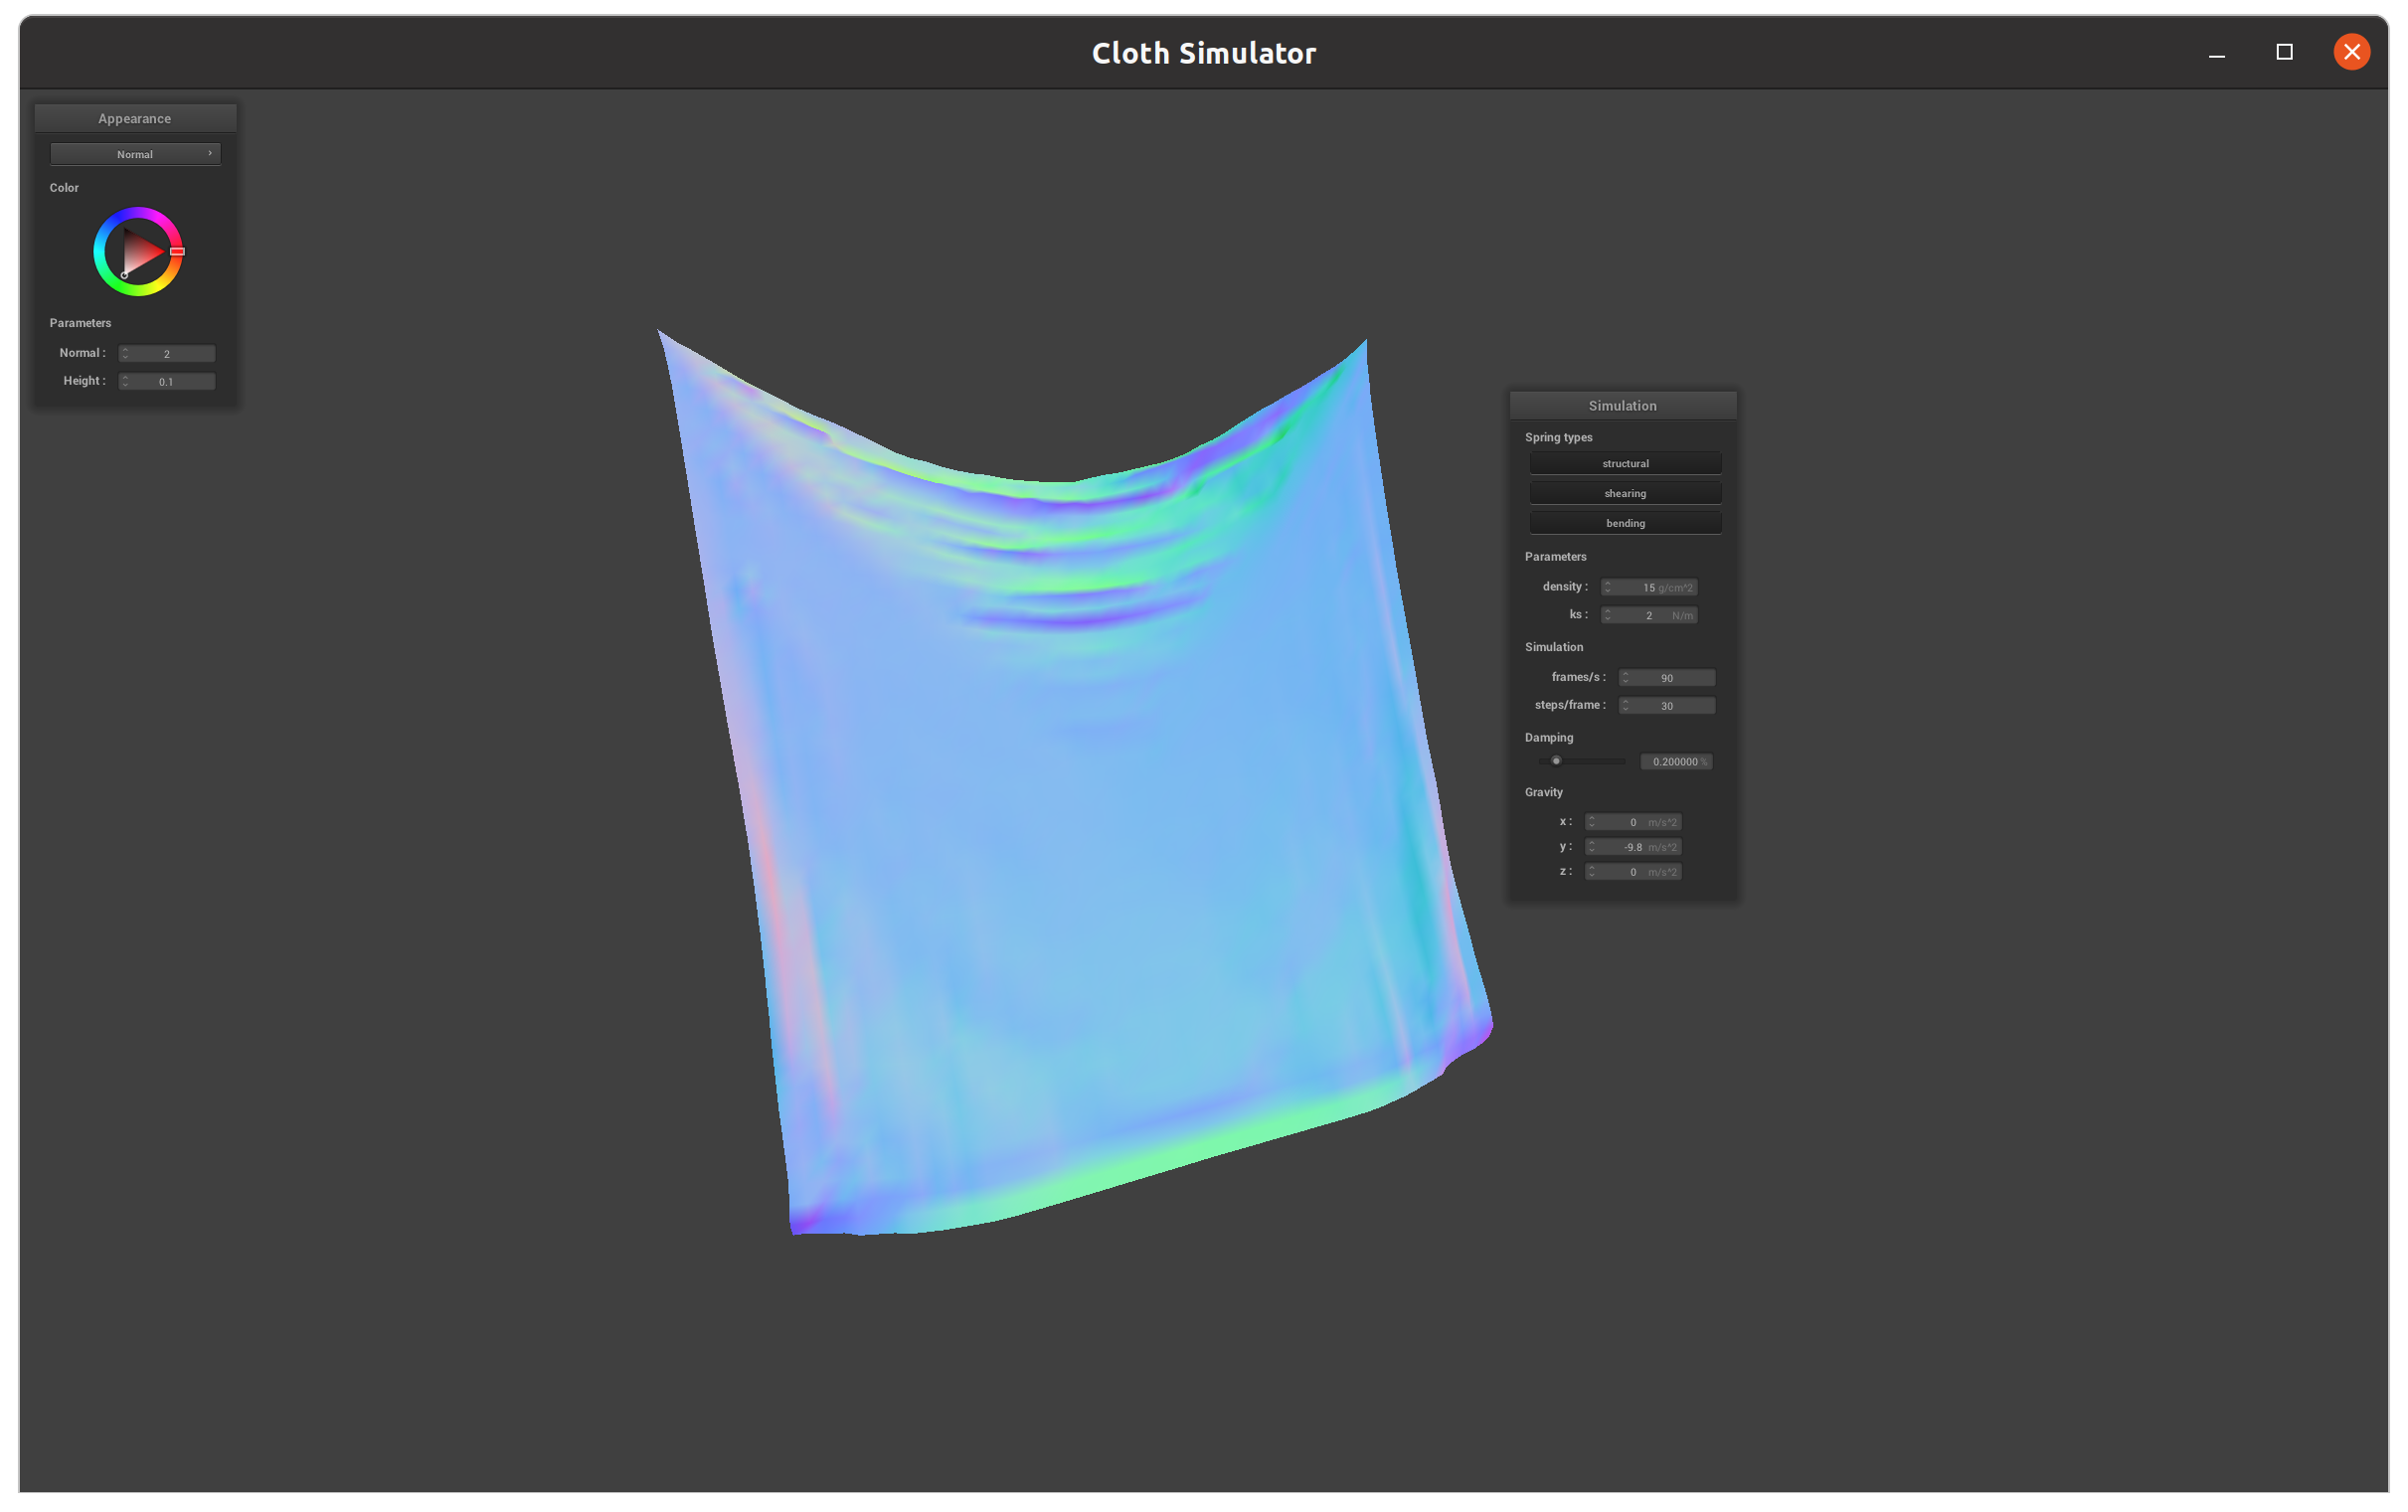 Cloth Simulator
Appearance
Normal
Color
Parameters
Normal : 2
Height : 0.1
Simulation
Spring types
structural
shearing
bending
Parameters
density : 15 g/cm^2
ks : 2 N/m
Simulation
frames/s : 90
steps/frame : 30
Damping
0.200000 %
Gravity
x : 0 m/s^2
y : -9.8 m/s^2
z : 0 m/s^2